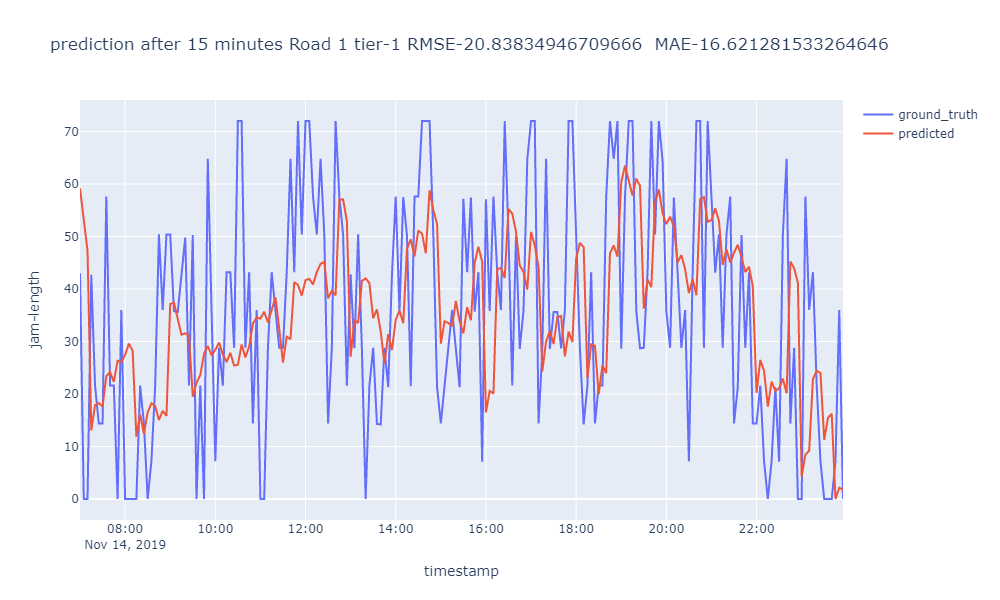 prediction after 15 minutes Road 1 tier-1 RMSE-20.83834946709666  MAE-16.621281533264646
ground_truth
predicted
jam-length
70
60
50
40
30
20
10
0
08:00 10:00 12:00 14:00 16:00 18:00 20:00 22:00
Nov 14, 2019
timestamp